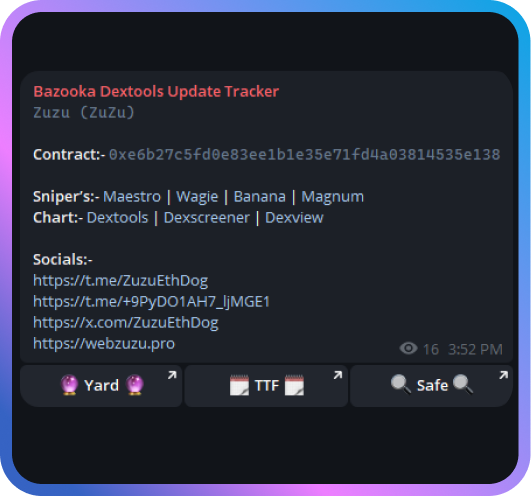 Bazooka Dextools Update Tracker
Zuzu (ZuZu)
Contract:- 0xe6b27c5fd0e83ee1b1e35e71fd4a03814535e138
Sniper's:- Maestro | Wagie | Banana | Magnum
Chart:- Dextools | Dexscreener | Dexview
Socials:-
https://t.me/ZuzuEthDog
https://t.me/+9PyDO1AH7_ljMGE1
https://x.com/ZuzuEthDog
https://webzuzu.pro
16 3:52 PM
Yard
TTF
Safe